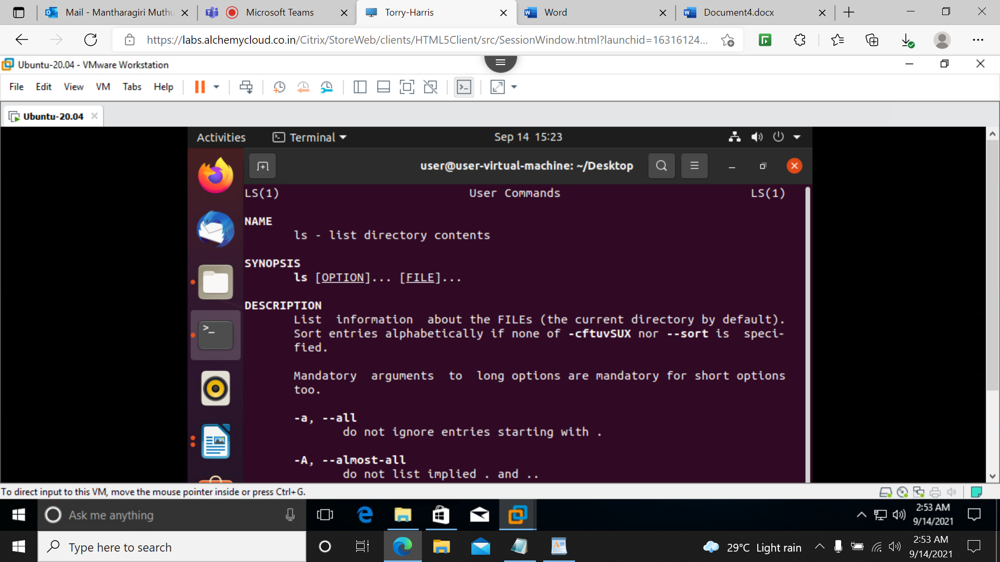 Mail - Mantharagiri Muthu
Microsoft Teams
Torry-Harris
Word
Document4.docx
https://labs.alchemycloud.co.in/Citrix/StoreWeb/clients/HTML5Client/src/SessionWindow.html?launchid=16316124...
Ubuntu-20.04 - VMware Workstation
File Edit View VM Tabs Help
Ubuntu-20.04
Activities Terminal Sep 14 15:23
user@user-virtual-machine: ~/Desktop
LS(1) User Commands LS(1)
NAME
ls - list directory contents
SYNOPSIS
ls [OPTION]... [FILE]...
DESCRIPTION
List information about the FILEs (the current directory by default).
Sort entries alphabetically if none of -cftuvSUX nor --sort is speci-
fied.
Mandatory arguments to long options are mandatory for short options
too.
-a, --all
do not ignore entries starting with .
-A, --almost-all
do not list implied . and ..
To direct input to this VM, move the mouse pointer inside or press Ctrl+G.
Ask me anything
2:53 AM
9/14/2021
Type here to search
29°C Light rain
2:53 AM
9/14/2021